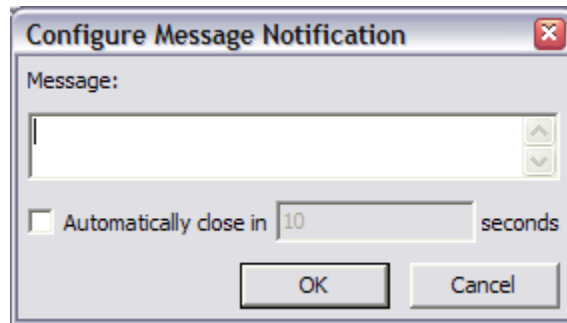 Configure Message Notification
Message:
Automatically close in 10 seconds
OK Cancel